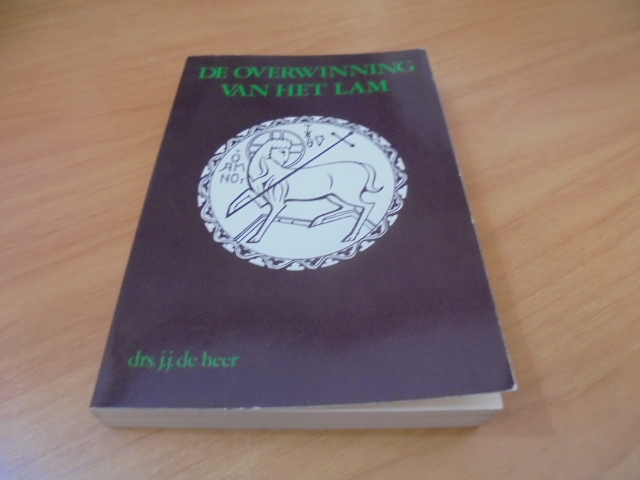 DE OVERWINNING
VAN HET LAM
drs. j.j. de heer